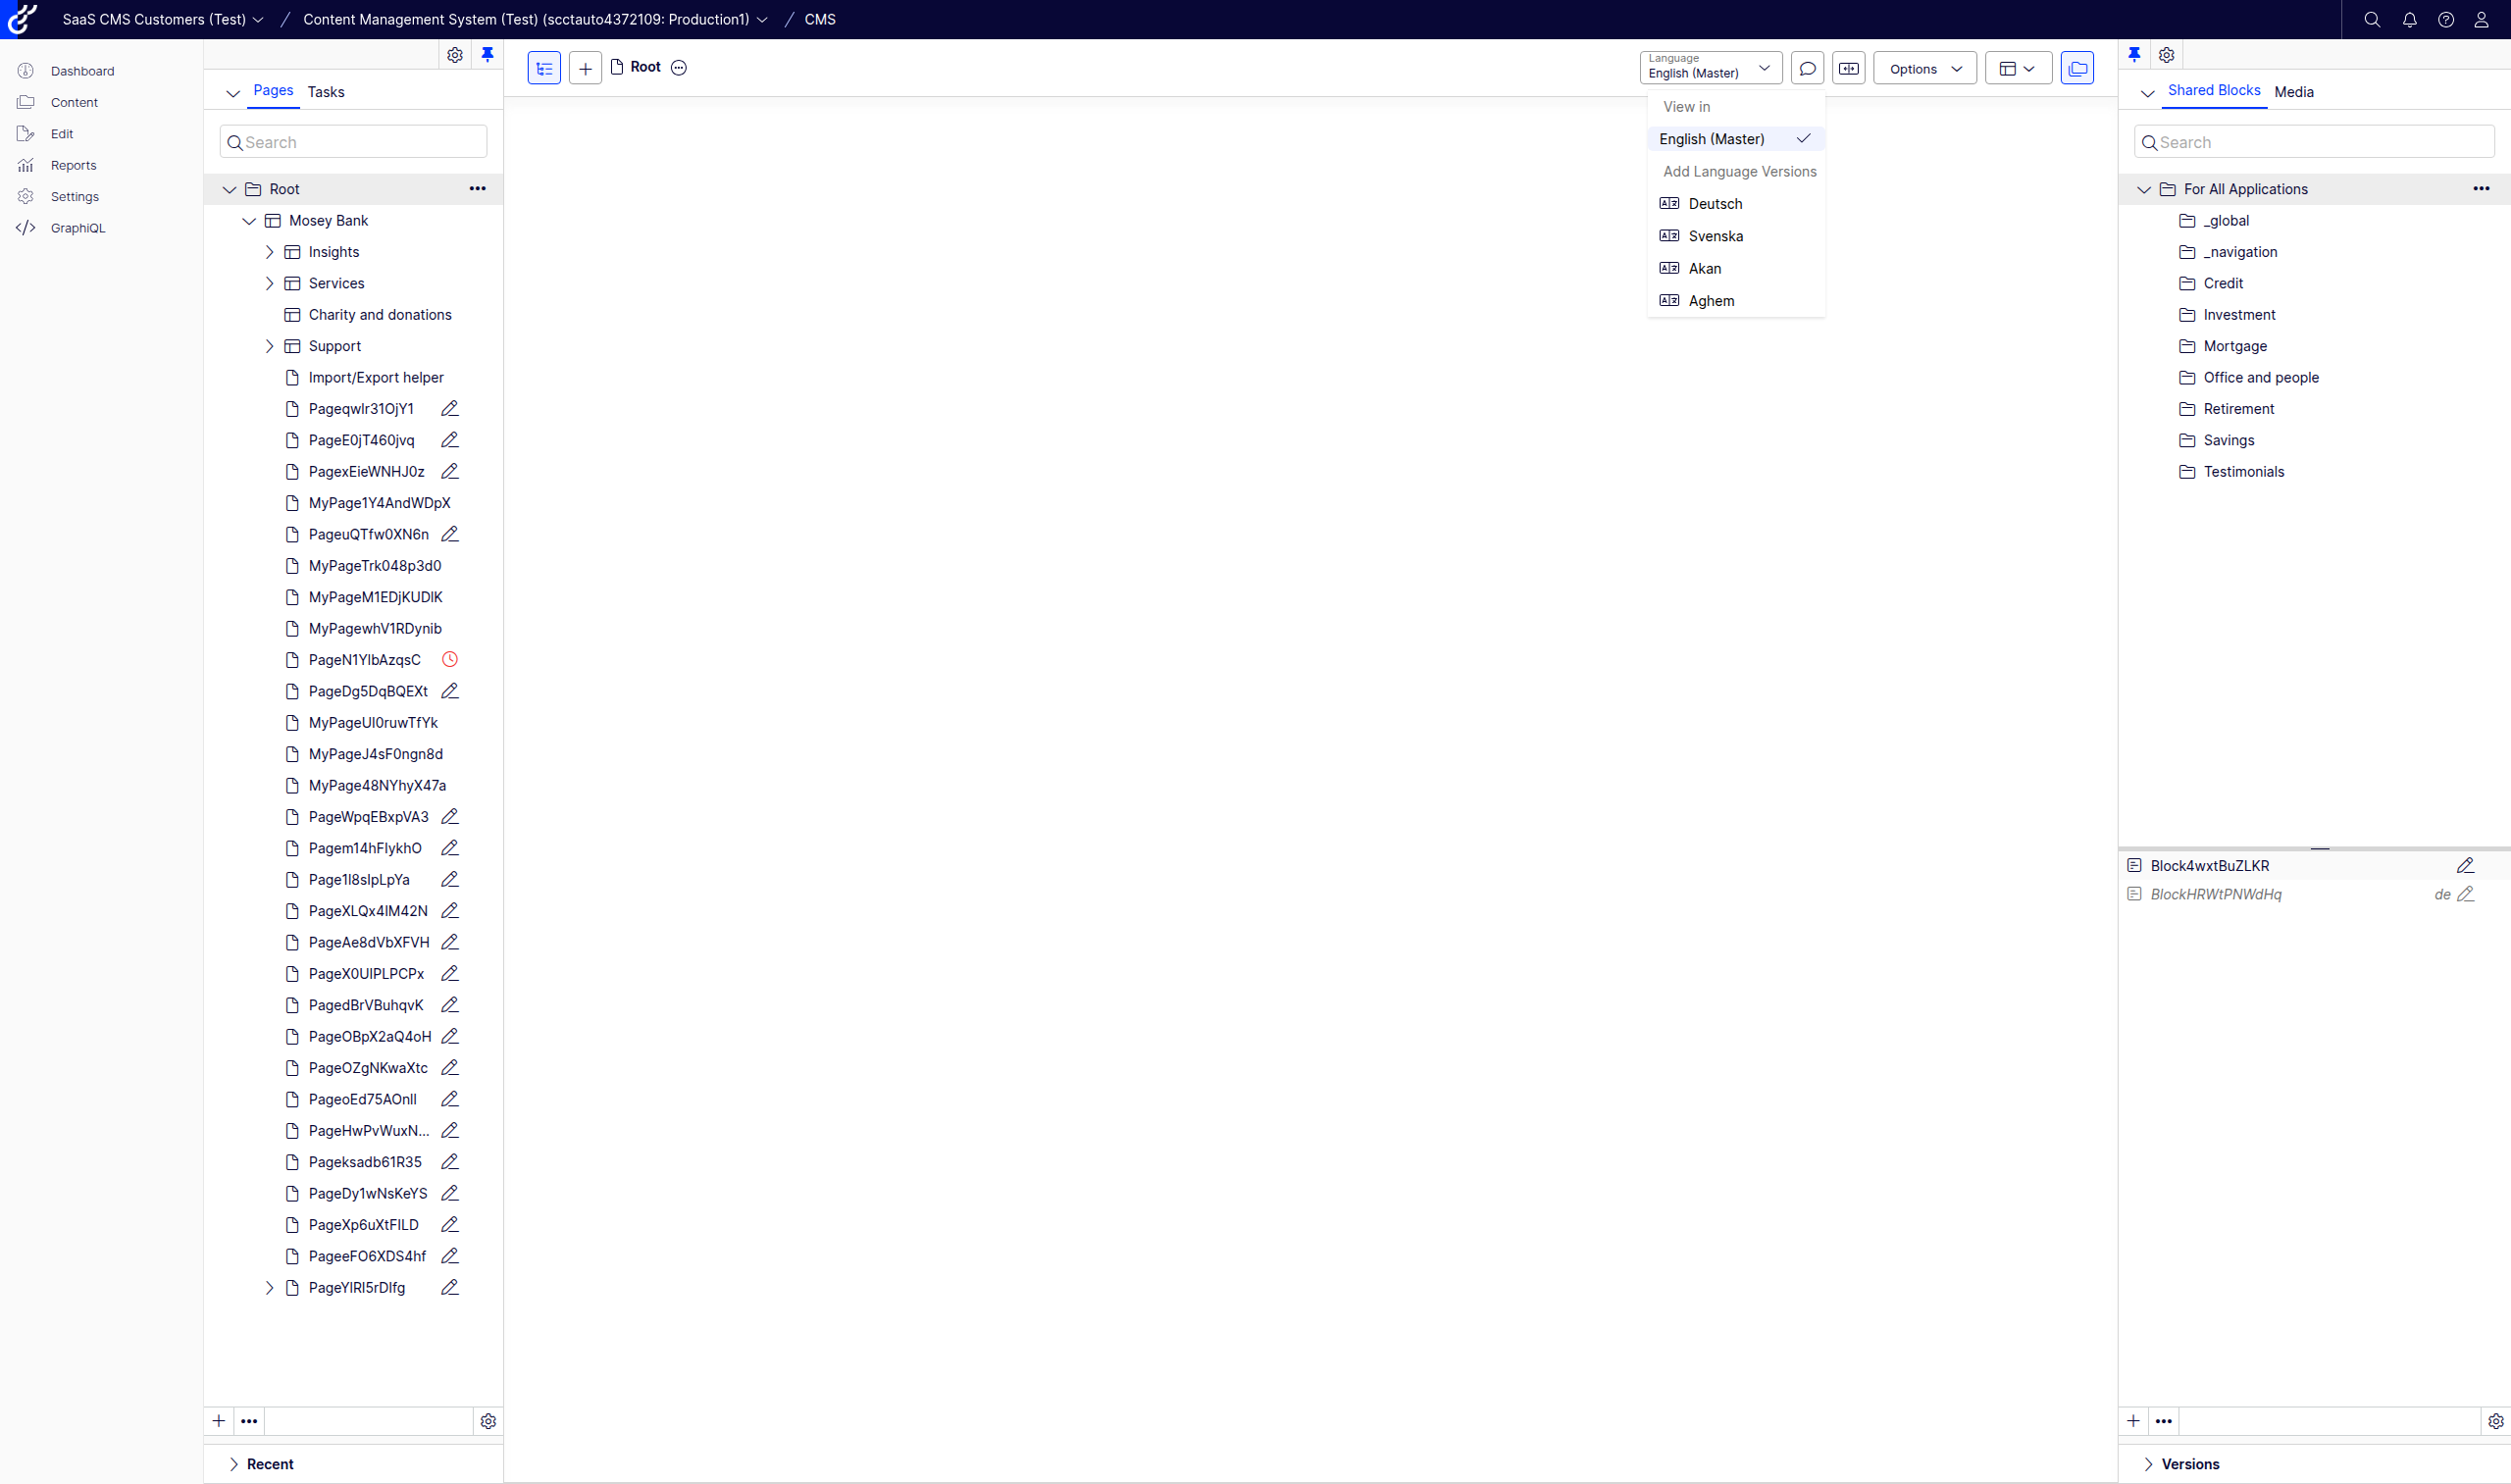 SaaS CMS Customers (Test) / Content Management System (Test) (scctauto4372109: Production1) / CMS
Dashboard
Content
Edit
Reports
Settings
GraphiQL
Pages Tasks
Search
Root
Mosey Bank
Insights
Services
Charity and donations
Support
Import/Export helper
Pageqwlr31OjY1
PageE0jT460jvq
PagexEieWNHJ0z
MyPage1Y4AndWDpX
PageuQTfw0XN6n
MyPageTrk048p3d0
MyPageM1EDjKUDlK
MyPagewhV1RDynib
PageN1YlbAzqsC
PageDg5DqBQEXt
MyPageUl0ruwTfYk
MyPageJ4sF0ngn8d
MyPage48NYhyX47a
PageWpqEBxpVA3
Pagem14hFlykhO
Page1l8slpLpYa
PageXLQx4lM42N
PageAe8dVbXFVH
PageX0UlPLPCPx
PagedBrVBuhqvK
PageOBpX2aQ4oH
PageOZgNKwaXtc
PageoEd75AOnll
PageHwPvWuxN...
Pageksadb61R35
PageDy1wNsKeYS
PageXp6uXtFlLD
PageeFO6XDS4hf
PageYlRl5rDlfg
Recent
Root
Language
English (Master)
Options
View in
English (Master)
Add Language Versions
Deutsch
Svenska
Akan
Aghem
Shared Blocks Media
Search
For All Applications
_global
_navigation
Credit
Investment
Mortgage
Office and people
Retirement
Savings
Testimonials
Block4wxtBuZLKR
BlockHRWtPNWdHq de
Versions